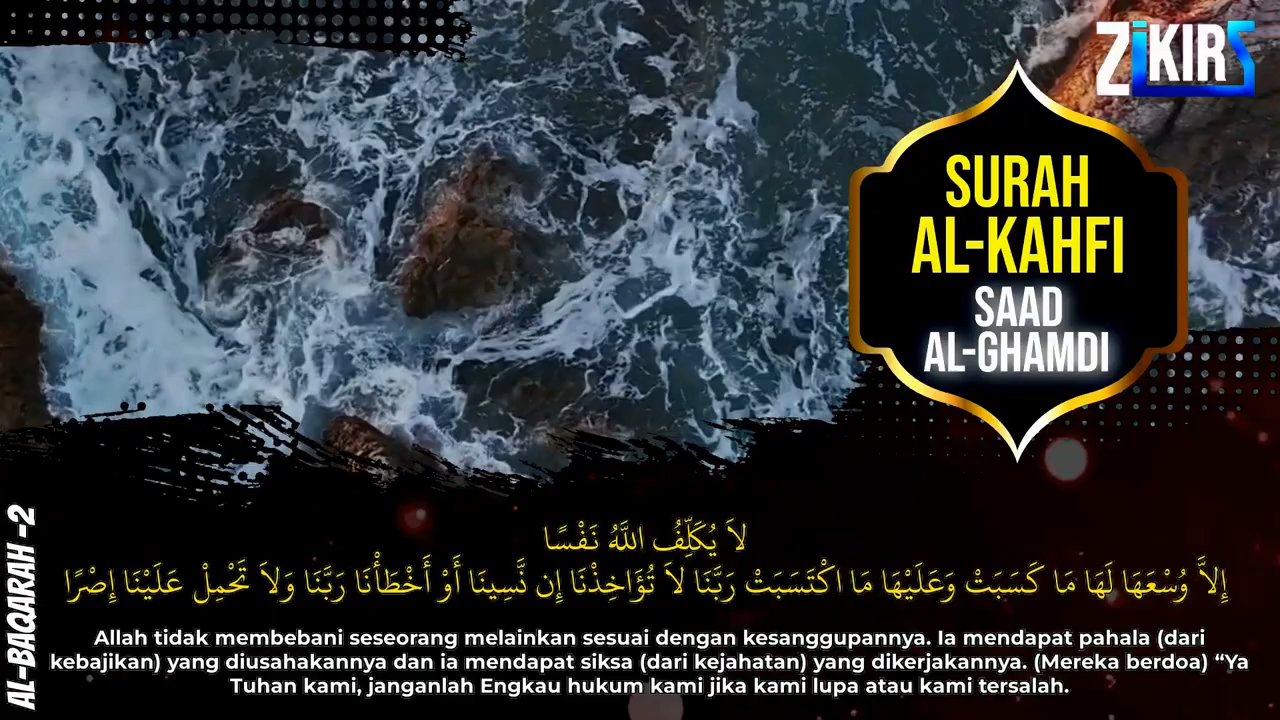 ZiKIRS
SURAH
AL-KAHFI
SAAD
AL-GHAMDI
AL-BAQARAH -2
لاَ يُكَلِّفُ اللَّهُ نَفْسًا
إِلاَّ وُسْعَهَا لَهَا مَا كَسَبَتْ وَعَلَيْهَا مَا اكْتَسَبَتْ رَبَّنَا لاَ تُؤَاخِذْنَا إِن نَّسِينَا أَوْ أَخْطَأْنَا رَبَّنَا وَلاَ تَحْمِلْ عَلَيْنَا إِصْرًا
Allah tidak membebani seseorang melainkan sesuai dengan kesanggupannya. Ia mendapat pahala (dari
kebajikan) yang diusahakannya dan ia mendapat siksa (dari kejahatan) yang dikerjakannya. (Mereka berdoa) “Ya
Tuhan kami, janganlah Engkau hukum kami jika kami lupa atau kami tersalah.